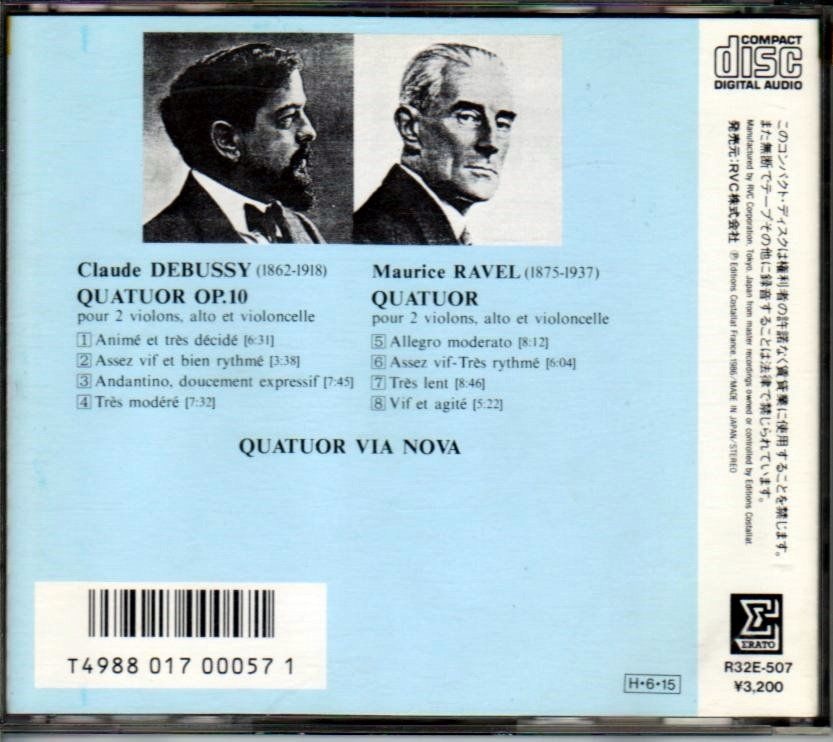 Claude DEBUSSY (1862-1918)
QUATUOR OP.10
pour 2 violons, alto et violoncelle
1 Animé et très décidé [6:31]
2 Assez vif et bien rythmé [3:38]
3 Andantino, doucement expressif [7:45]
4 Très modéré [7:32]
Maurice RAVEL (1875-1937)
QUATUOR
pour 2 violons, alto et violoncelle
5 Allegro moderato [8:12]
6 Assez vif-Très rythmé [6:04]
7 Très lent [8:46]
8 Vif et agité [5:22]
QUATUOR VIA NOVA
T4988 017 00057 1
H•6•15
COMPACT
disc
DIGITAL AUDIO
このコンパクト・ディスクは権利者の許諾なく賃貸業に使用することを禁じます。
また無断でテープその他に録音することは法律で禁じられています。
Manufactured by RVC Corporation, Tokyo, Japan from master recordings owned or controlled by Editions Costallat.
発売元:RVC株式会社 Ⓟ Editions Costallat France, 1986/MADE IN JAPAN/STEREO
ERATO
R32E-507
¥3,200